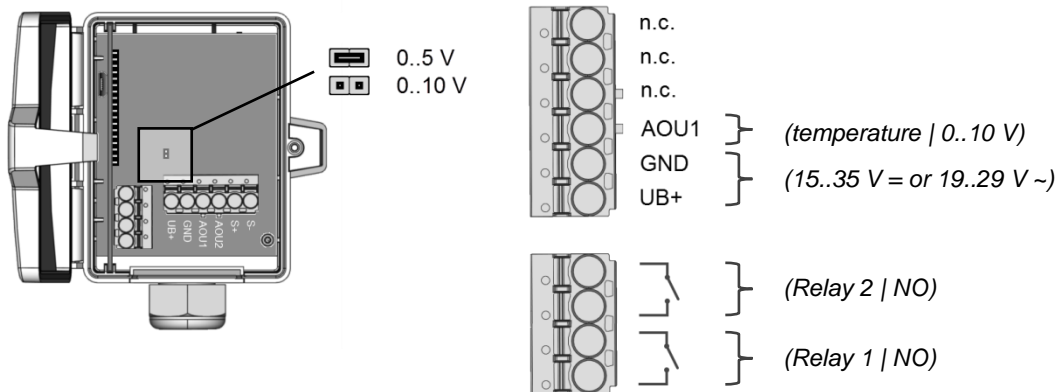 0..5 V
0..10 V
UB+
GND
AOU1
AOU2
S+
S-
n.c.
n.c.
n.c.
AOU1
(temperature | 0..10 V)
GND
(15..35 V = or 19..29 V ~)
UB+
(Relay 2 | NO)
(Relay 1 | NO)